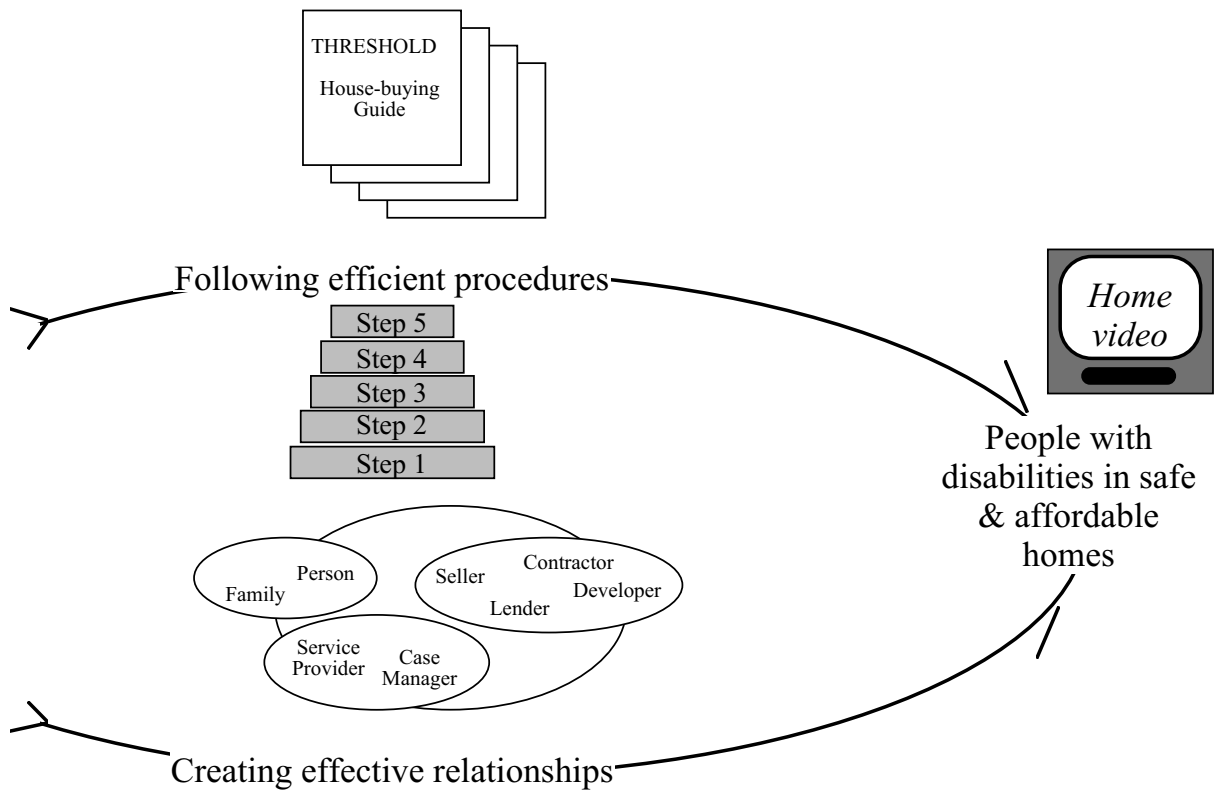 THRESHOLD
House-buying
Guide
Following efficient procedures
Step 5
Step 4
Step 3
Step 2
Step 1
Home
video
People with
disabilities in safe
& affordable
homes
Person
Family
Contractor
Seller
Developer
Lender
Service
Provider
Case
Manager
Creating effective relationships